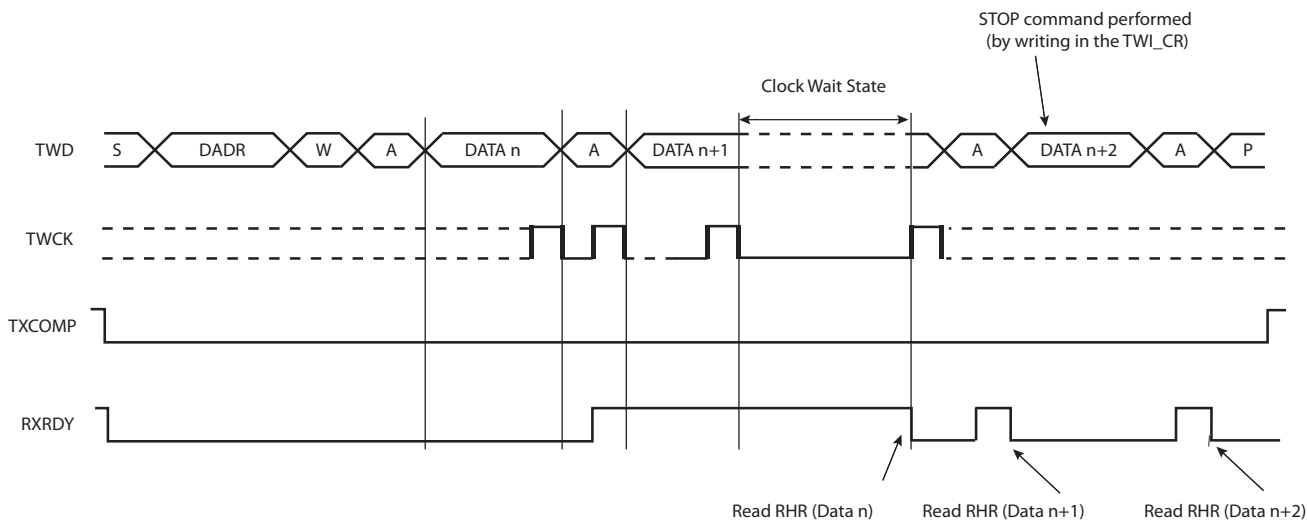 STOP command performed
(by writing in the TWI_CR)
Clock Wait State
TWD S DADR W A DATA n A DATA n+1 A DATA n+2 A P
TWCK
TXCOMP
RXRDY
Read RHR (Data n) Read RHR (Data n+1) Read RHR (Data n+2)